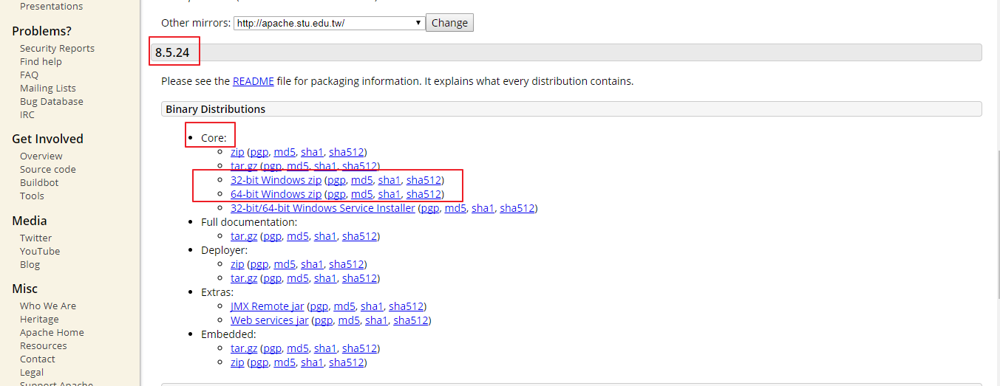 Presentations
Problems?
Security Reports
Find help
FAQ
Mailing Lists
Bug Database
IRC
Get Involved
Overview
Source code
Buildbot
Tools
Media
Twitter
YouTube
Blog
Misc
Who We Are
Heritage
Apache Home
Resources
Contact
Legal
Support Apache
Other mirrors: http://apache.stu.edu.tw/ Change
8.5.24
Please see the README file for packaging information. It explains what every distribution contains.
Binary Distributions
Core:
zip (pgp, md5, sha1, sha512)
tar.gz (pgp, md5, sha1, sha512)
32-bit Windows zip (pgp, md5, sha1, sha512)
64-bit Windows zip (pgp, md5, sha1, sha512)
32-bit/64-bit Windows Service Installer (pgp, md5, sha1, sha512)
Full documentation:
tar.gz (pgp, md5, sha1, sha512)
Deployer:
zip (pgp, md5, sha1, sha512)
tar.gz (pgp, md5, sha1, sha512)
Extras:
JMX Remote jar (pgp, md5, sha1, sha512)
Web services jar (pgp, md5, sha1, sha512)
Embedded:
tar.gz (pgp, md5, sha1, sha512)
zip (pgp, md5, sha1, sha512)